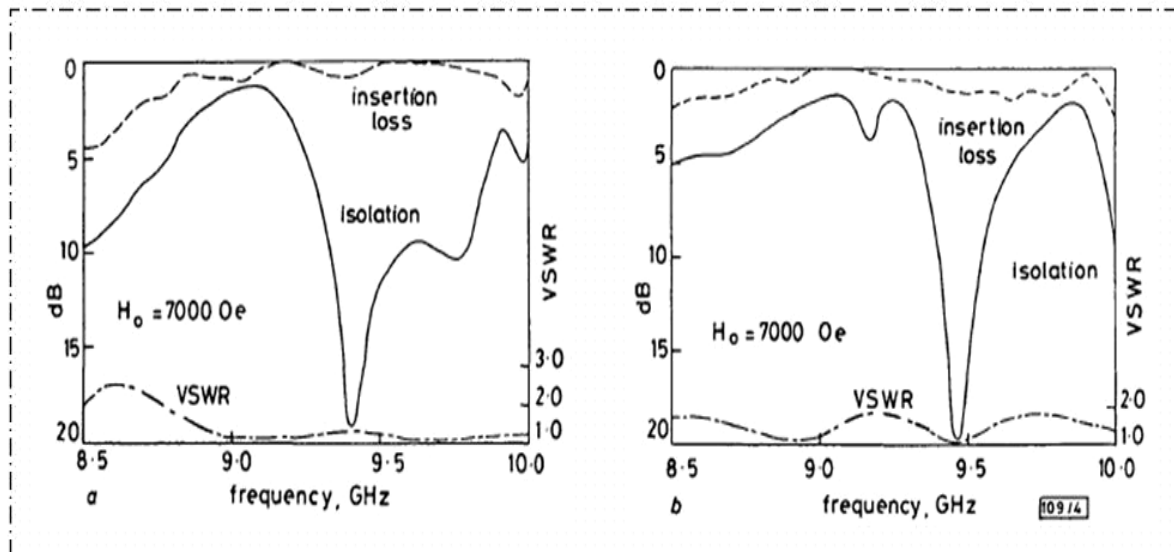 0
5
10
15
20
dB
insertion
loss
Isolation
H₀ = 7000 Oe
VSWR
3·0
2·0
1·0
VSWR
8·5
9·0
9·5
10·0
a
frequency, GHz
0
5
10
15
20
dB
insertion
loss
Isolation
H₀ = 7000 Oe
VSWR
2·0
1·0
VSWR
8·5
9·0
9·5
10·0
b
frequency, GHz
109/4